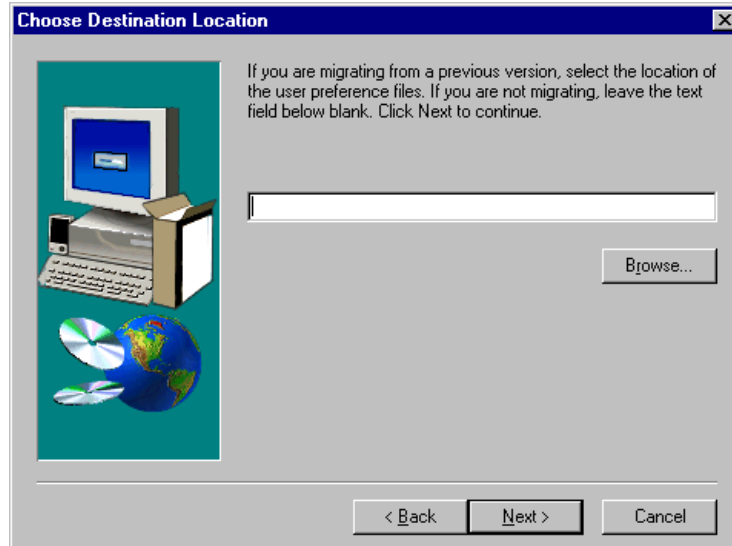 Choose Destination Location
If you are migrating from a previous version, select the location of
the user preference files. If you are not migrating, leave the text
field below blank. Click Next to continue.
Browse...
< Back
Next >
Cancel